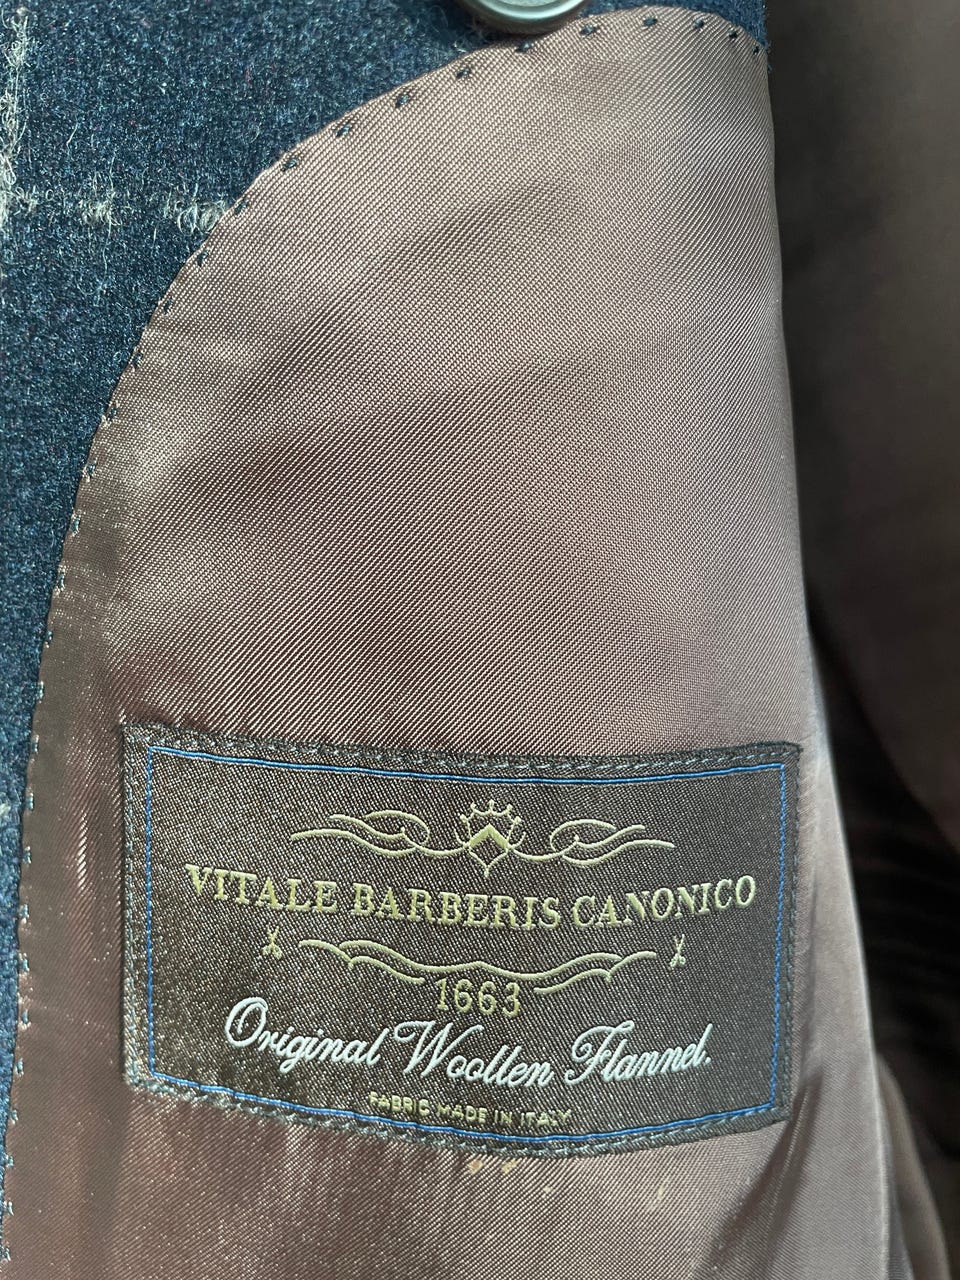 VITALE BARBERIS CANONICO
1663
Original Woollen Flannel.
FABRIC MADE IN ITALY